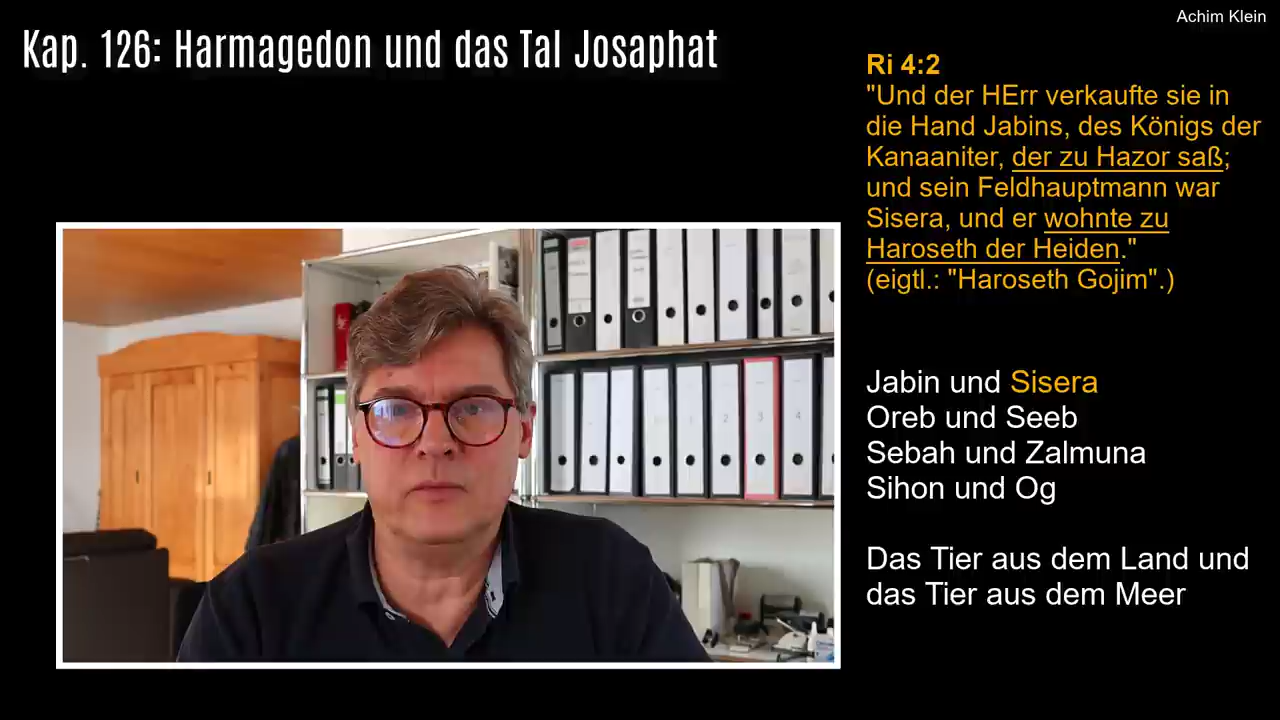 Achim Klein
Kap. 126: Harmagedon und das Tal Josaphat
Ri 4:2
"Und der HErr verkaufte sie in
die Hand Jabins, des Königs der
Kanaaniter, der zu Hazor saß;
und sein Feldhauptmann war
Sisera, und er wohnte zu
Haroseth der Heiden."
(eigtl.: "Haroseth Gojim".)
Jabin und Sisera
Oreb und Seeb
Sebah und Zalmuna
Sihon und Og
Das Tier aus dem Land und
das Tier aus dem Meer